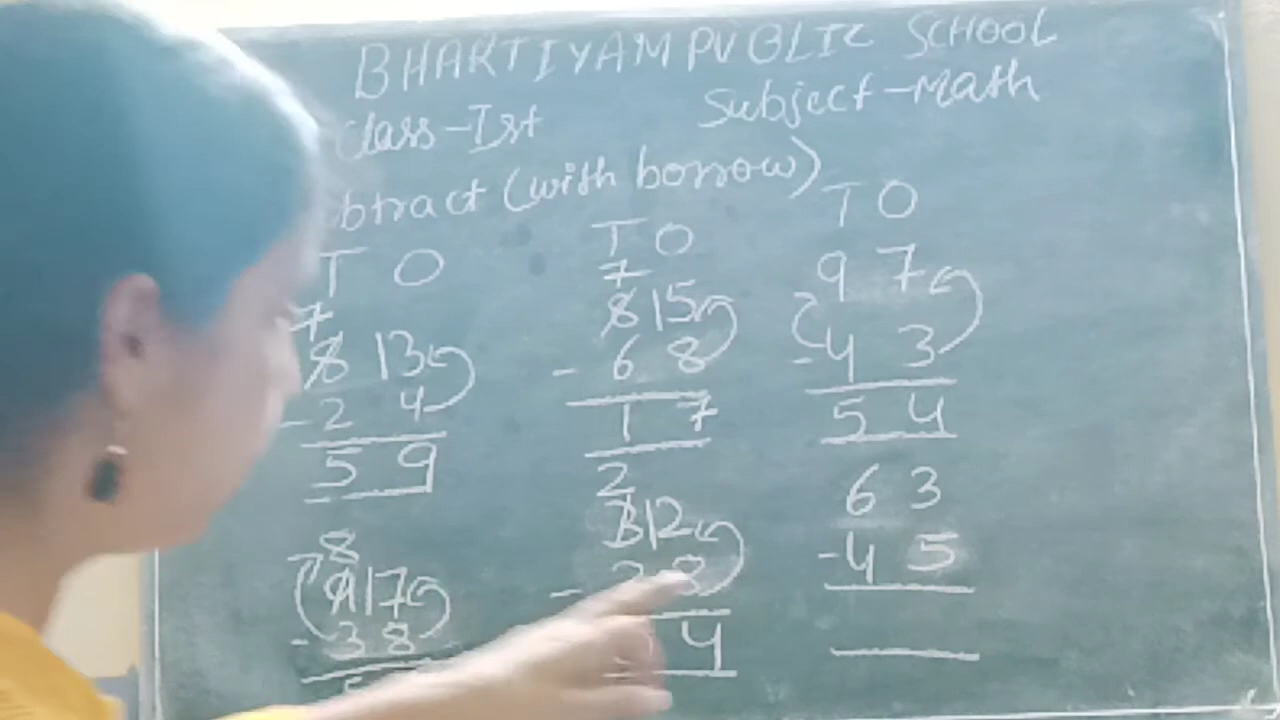 BHARTIYAM PUBLIC SCHOOL
Class-Ist Subject-Math
btract (with borrow)
T O
7
8 13
-2 4
5 9
T O
7
8 15
- 6 8
1 7
T O
9 7
-4 3
5 4
8
9 17
-3 8
5
2
3 12
- 8
4
6 3
-4 5